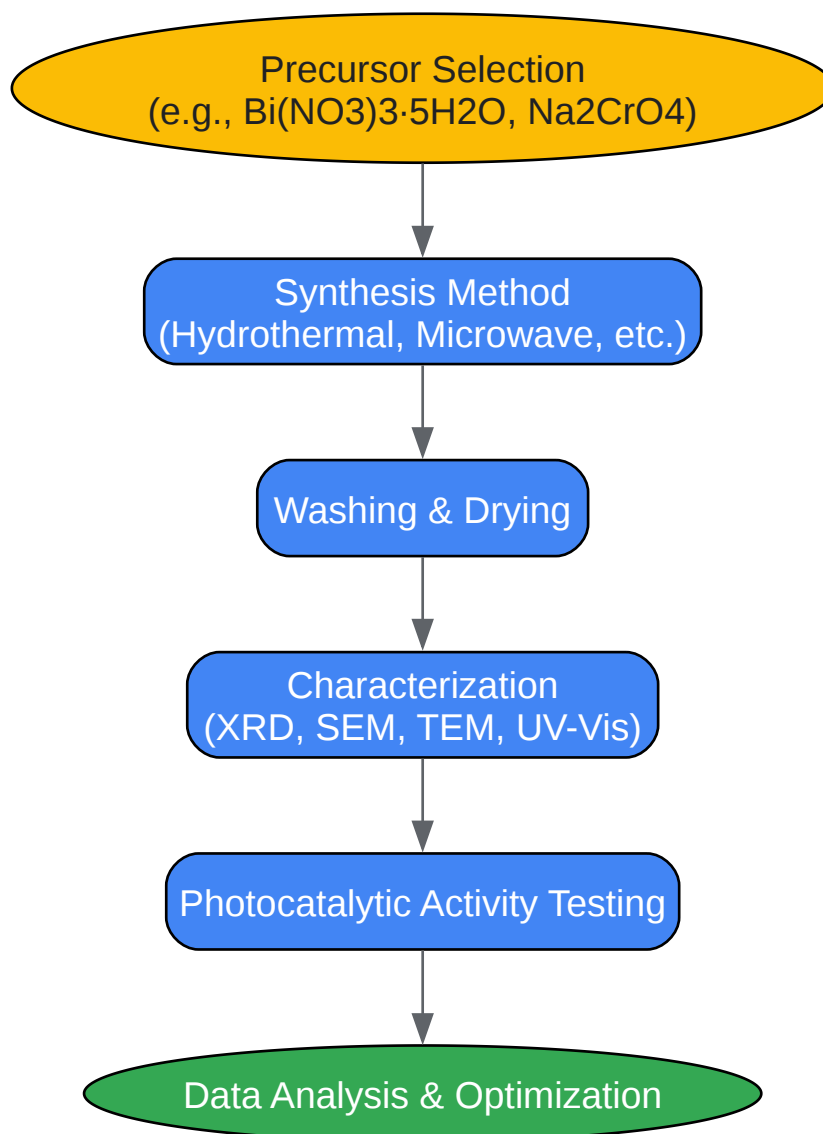 Precursor Selection
(e.g., Bi(NO3)3·5H2O, Na2CrO4)
Synthesis Method
(Hydrothermal, Microwave, etc.)
Washing & Drying
Characterization
(XRD, SEM, TEM, UV-Vis)
Photocatalytic Activity Testing
Data Analysis & Optimization